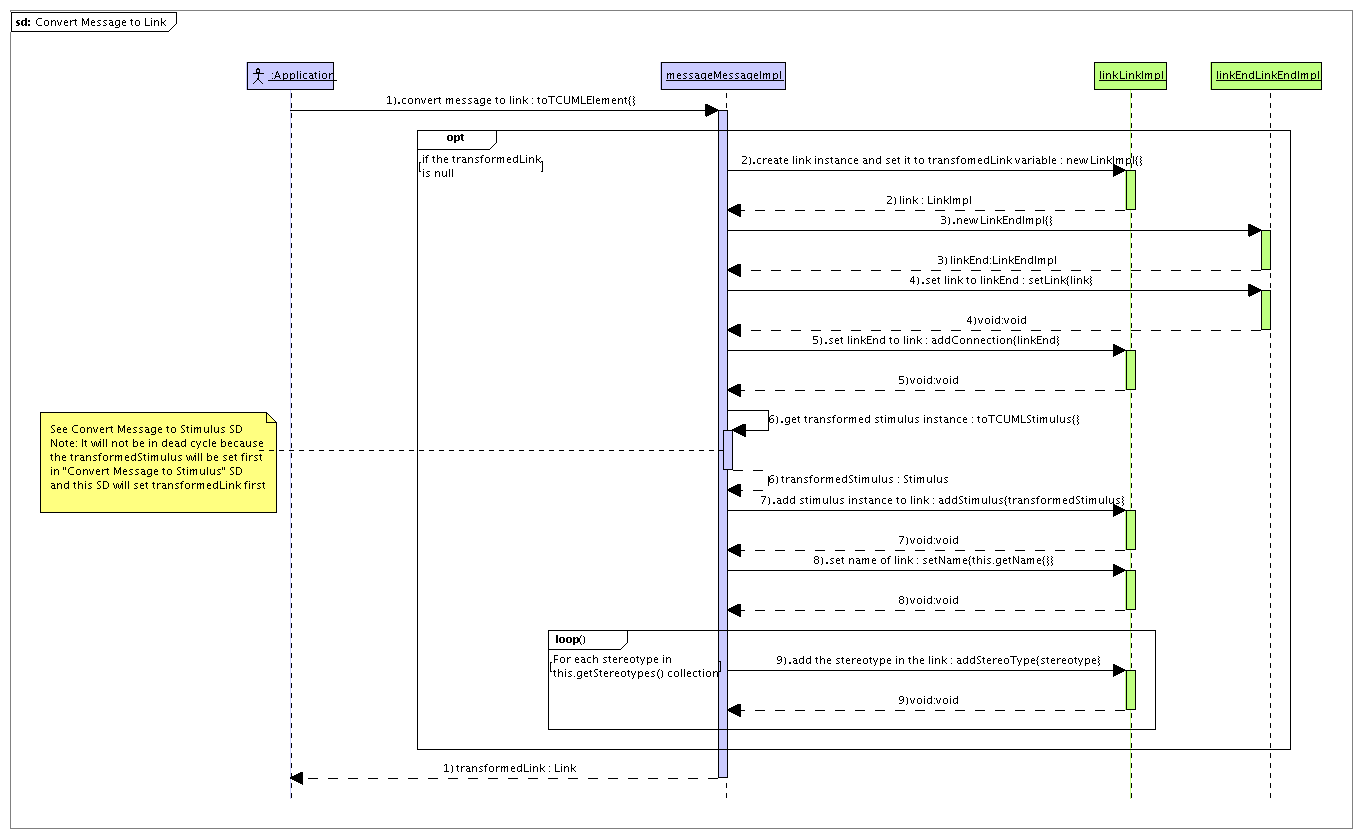 sd: Convert Message to Link
:Application
messageMessageImpl
linkLinkImpl
linkEndLinkEndImpl
1).convert message to link : toTCUMLElement{}
opt
if the transformedLink
is null
2).create link instance and set it to transfomedLink variable : new LinkImpl{}
2) link : LinkImpl
3).new LinkEndImpl{}
3) linkEnd:LinkEndImpl
4).set link to linkEnd : setLink{link}
4)void:void
5).set linkEnd to link : addConnection{linkEnd}
5)void:void
6).get transformed stimulus instance : toTCUMLStimulus{}
See Convert Message to Stimulus SD
Note: It will not be in dead cycle because
the transformedStimulus will be set first
in "Convert Message to Stimulus" SD
and this SD will set transformedLink first
6)transformedStimulus : Stimulus
7).add stimulus instance to link : addStimulus{transformedStimulus}
7)void:void
8).set name of link : setName{this.getName{}}
8)void:void
loop()
For each stereotype in
this.getStereotypes() collection
9).add the stereotype in the link : addStereoType{stereotype}
9)void:void
1)transformedLink : Link